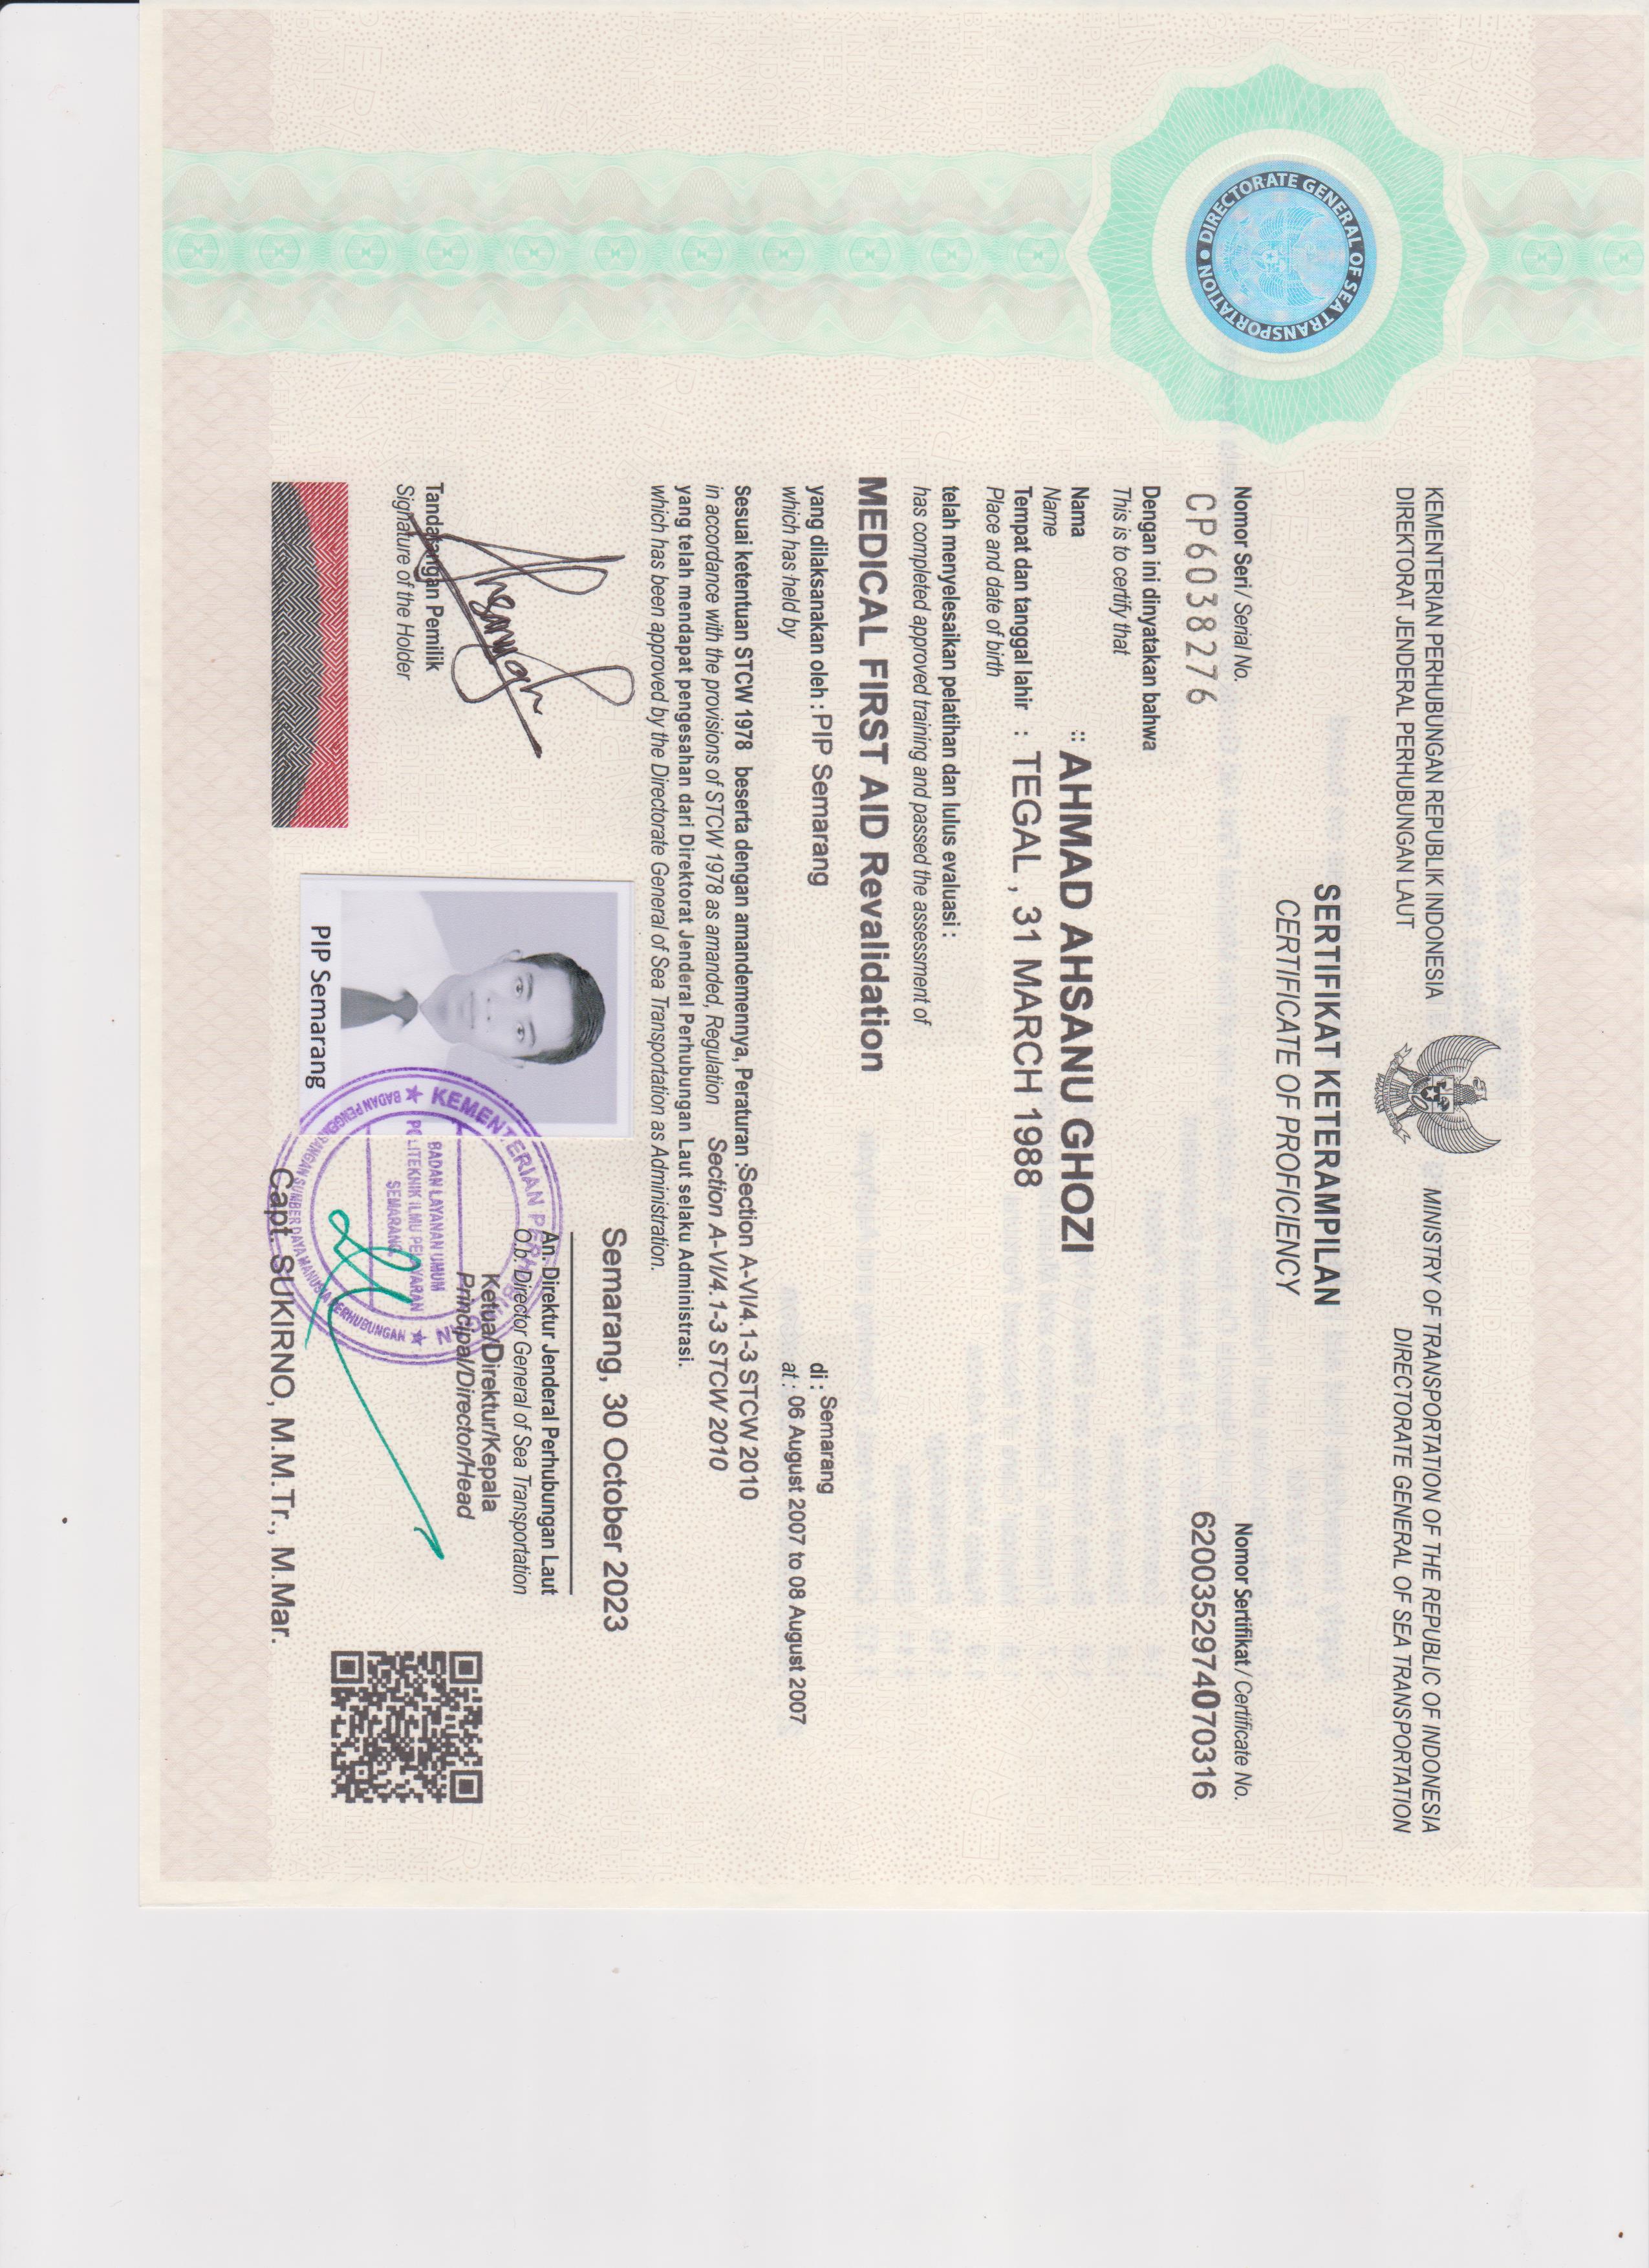 KEMENTERIAN PERHUBUNGAN REPUBLIK INDONESIA
DIREKTORAT JENDERAL PERHUBUNGAN LAUT
MINISTRY OF TRANSPORTATION OF THE REPUBLIC OF INDONESIA
DIRECTORATE GENERAL OF SEA TRANSPORTATION
DIRECTORATE GENERAL OF SEA TRANSPORTATION
SERTIFIKAT KETERAMPILAN
CERTIFICATE OF PROFICIENCY
Nomor Seri / Serial No.
CP6038276
Nomor Sertifikat / Certificate No.
6200352974070316
Dengan ini dinyatakan bahwa
This is to certify that
Nama :: AHMAD AHSANU GHOZI
Name
Tempat dan tanggal lahir : TEGAL , 31 MARCH 1988
Place and date of birth
telah menyelesaikan pelatihan dan lulus evaluasi :
has completed approved training and passed the assessment of
MEDICAL FIRST AID Revalidation
yang dilaksanakan oleh : PIP Semarang
which has held by
di : Semarang
at : 06 August 2007 to 08 August 2007
Sesuai ketentuan STCW 1978 beserta dengan amandemennya, Peraturan :Section A-VI/4.1-3 STCW 2010
in accordance with the provisions of STCW 1978 as amanded, Regulation Section A-VI/4.1-3 STCW 2010
yang telah mendapat pengesahan dari Direktorat Jenderal Perhubungan Laut selaku Administrasi.
which has been approved by the Directorate General of Sea Transportation as Administration.
Semarang, 30 October 2023
An. Direktur Jenderal Perhubungan Laut
O.b. Director General of Sea Transportation
Ketua/Direktur/Kepala
Principal/Director/Head
KEMENTERIAN PERHUBUNGAN
BADAN LAYANAN UMUM
POLITEKNIK ILMU PELAYARAN
SEMARANG
BADAN PENGEMBANGAN SUMBER DAYA MANUSIA PERHUBUNGAN
Tandatangan Pemilik
Signature of the Holder
PIP Semarang
Capt. SUKIRNO, M.M.Tr., M.Mar.